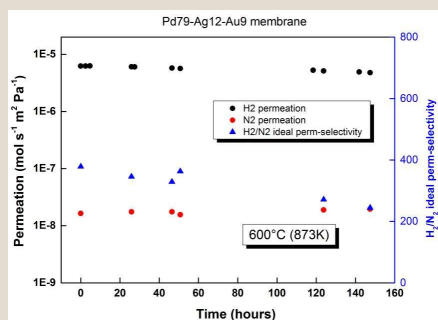 Pd79-Ag12-Au9 membrane
Permeation (mol s⁻¹ m⁻² Pa⁻¹)
1E-5
1E-6
1E-7
1E-8
1E-9
H2 permeation
N2 permeation
H2/N2 ideal perm-selectivity
600°C (873K)
800
600
400
200
0
H₂/N₂ ideal perm-selectivity
0 20 40 60 80 100 120 140 160
Time (hours)